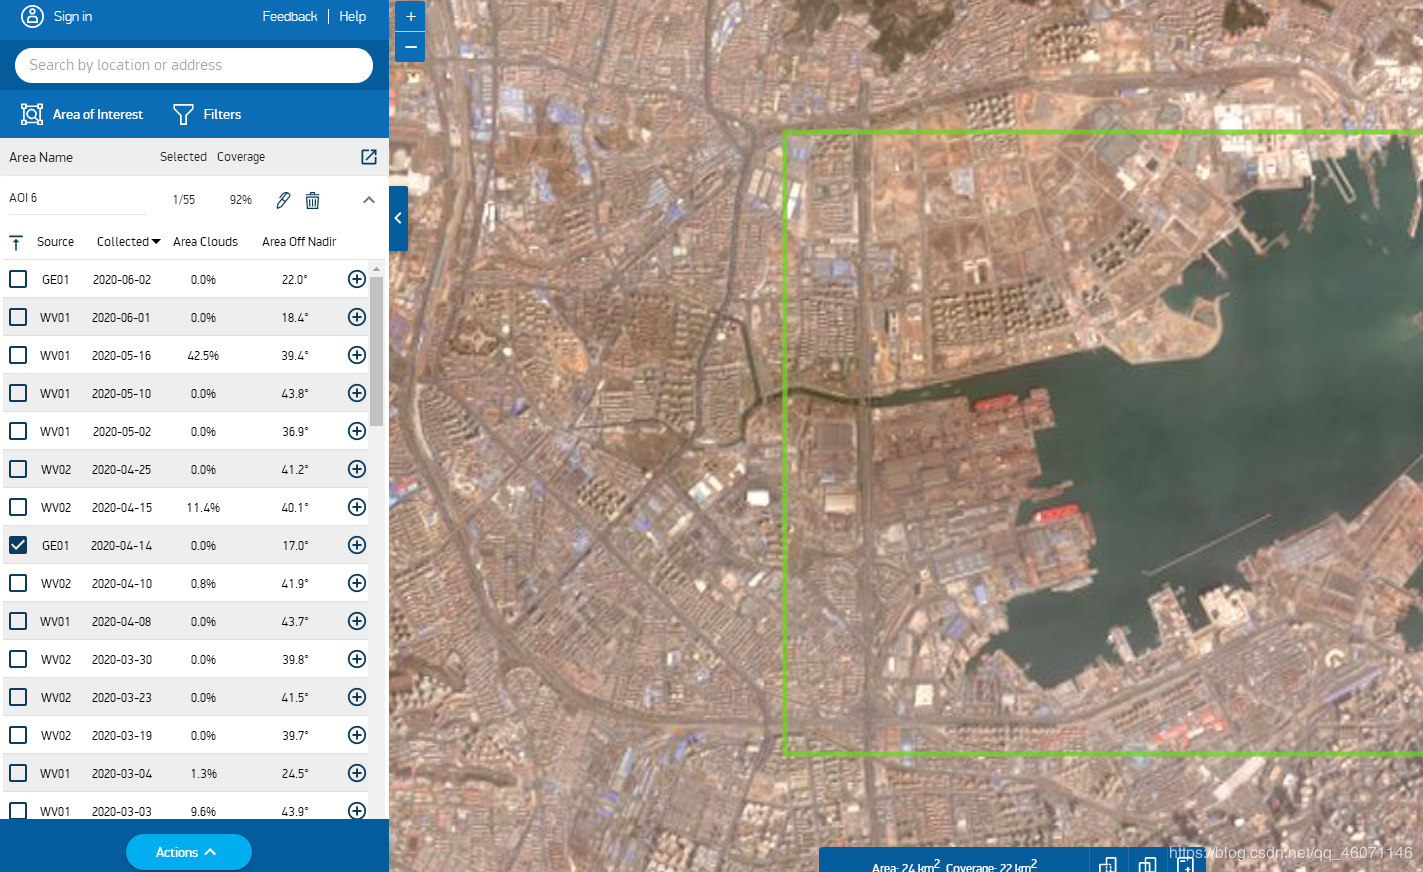 Sign in Feedback Help
Search by location or address
Area of Interest Filters
Area Name Selected Coverage
AOI 6 1/55 92%
Source Collected Area Clouds Area Off Nadir
GE01 2020-06-02 0.0% 22.0°
WV01 2020-06-01 0.0% 18.4°
WV01 2020-05-16 42.5% 39.4°
WV01 2020-05-10 0.0% 43.8°
WV01 2020-05-02 0.0% 36.9°
WV02 2020-04-25 0.0% 41.2°
WV02 2020-04-15 11.4% 40.1°
GE01 2020-04-14 0.0% 17.0°
WV02 2020-04-10 0.8% 41.9°
WV01 2020-04-08 0.0% 43.7°
WV02 2020-03-30 0.0% 39.8°
WV02 2020-03-23 0.0% 41.5°
WV02 2020-03-19 0.0% 39.7°
WV01 2020-03-04 1.3% 24.5°
WV01 2020-03-03 9.6% 43.9°
Actions
Area: 24 km² Coverage: 22 km²
https://blog.csdn.net/qq_46071146